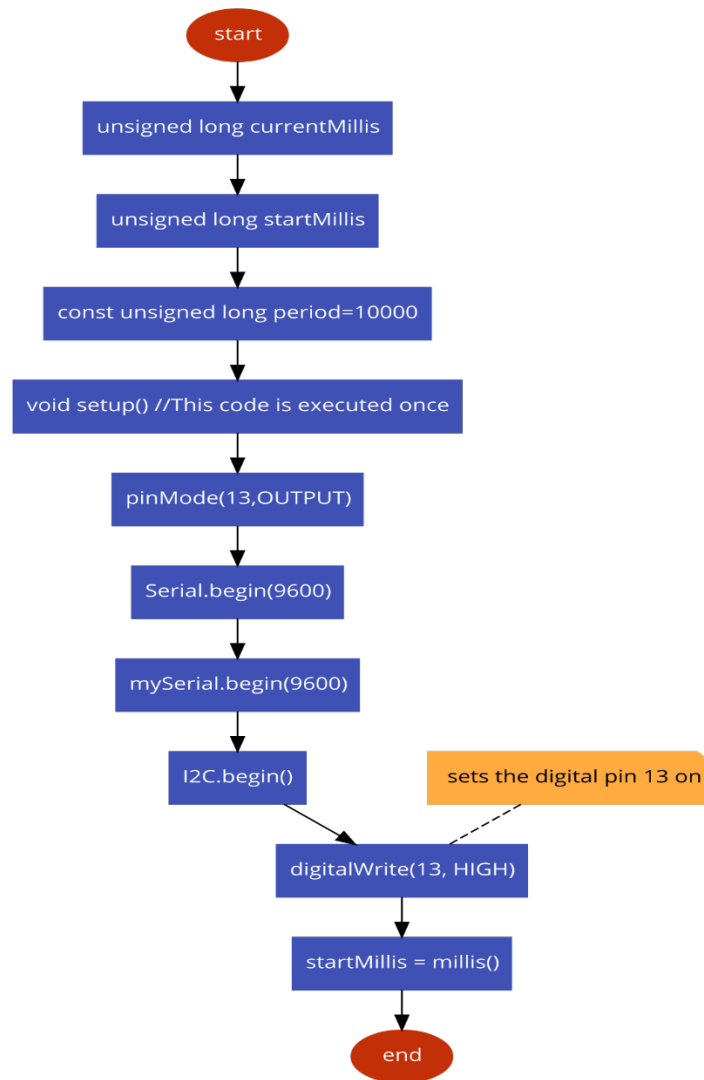 start
unsigned long currentMillis
unsigned long startMillis
const unsigned long period=10000
void setup() //This code is executed once
pinMode(13,OUTPUT)
Serial.begin(9600)
mySerial.begin(9600)
I2C.begin()
sets the digital pin 13 on
digitalWrite(13, HIGH)
startMillis = millis()
end